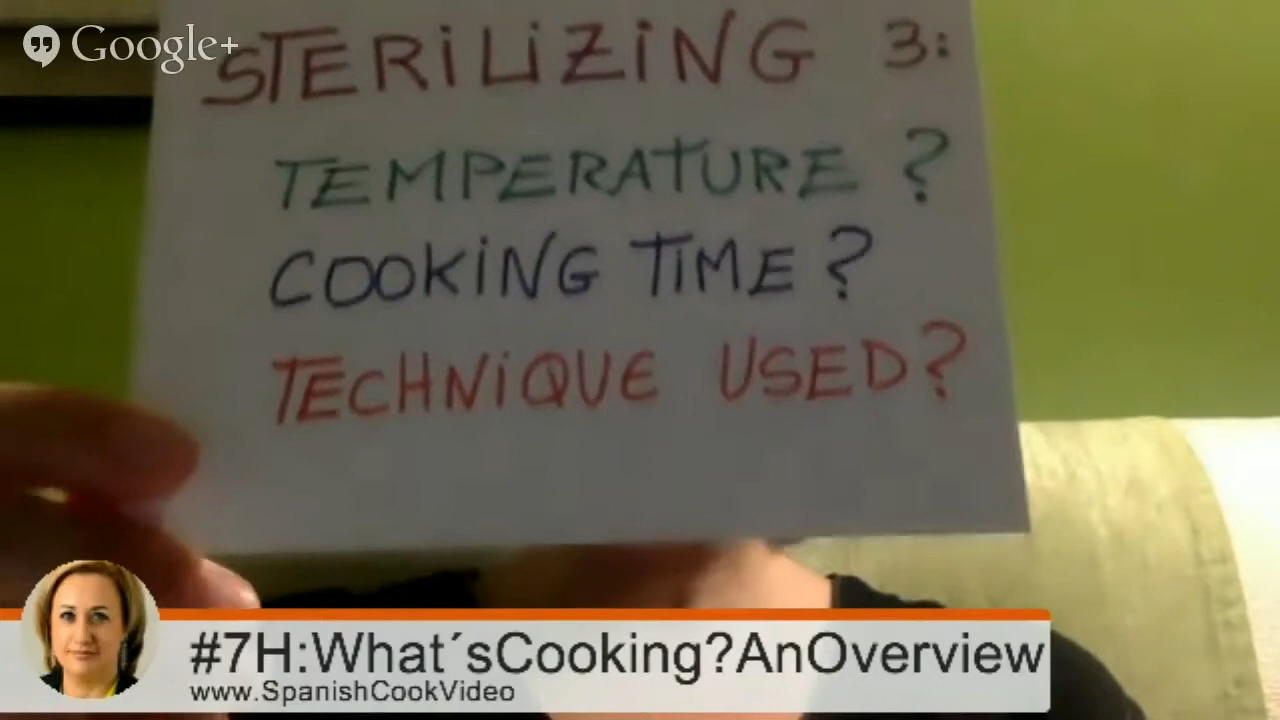 Google+
STERiLiZiNG 3:
TEMPERATURE ?
COOKiNG TiME ?
TECHNiQUE USED?
#7H:What´sCooking?AnOverview
www.SpanishCookVideo